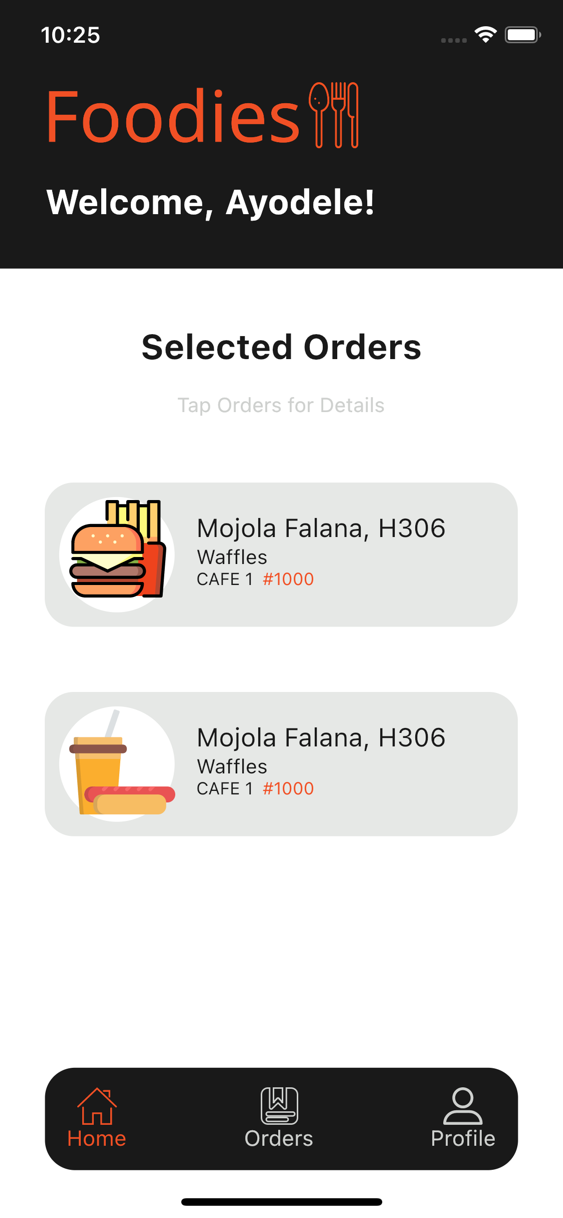 10:25
Foodies
Welcome, Ayodele!
Selected Orders
Tap Orders for Details
Mojola Falana, H306
Waffles
CAFE 1 #1000
Mojola Falana, H306
Waffles
CAFE 1 #1000
Home Orders Profile